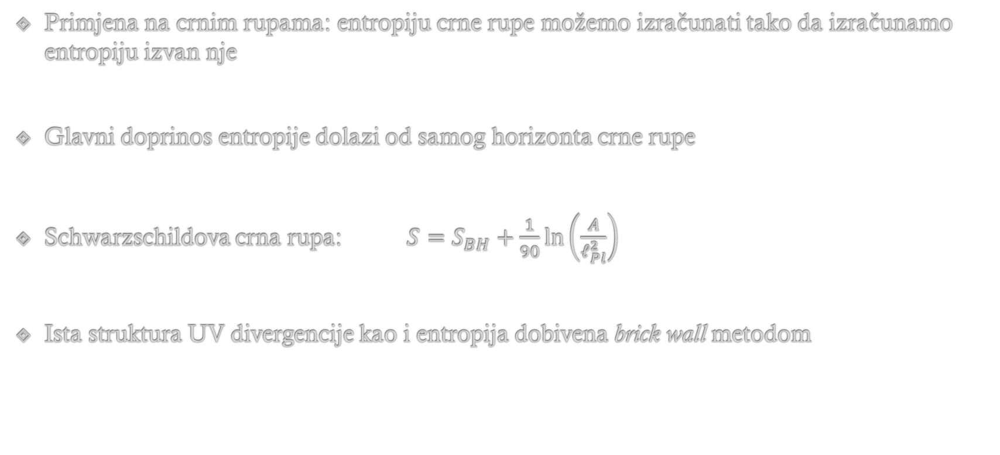 ❖ Primjena na crnim rupama: entropiju crne rupe možemo izračunati tako da izračunamo
entropiju izvan nje
❖ Glavni doprinos entropije dolazi od samog horizonta crne rupe
❖ Schwarzschildova crna rupa: $S = S_{BH} + \frac{1}{90} \ln\left(\frac{A}{\ell_{Pl}^2}\right)$
❖ Ista struktura UV divergencije kao i entropija dobivena brick wall metodom